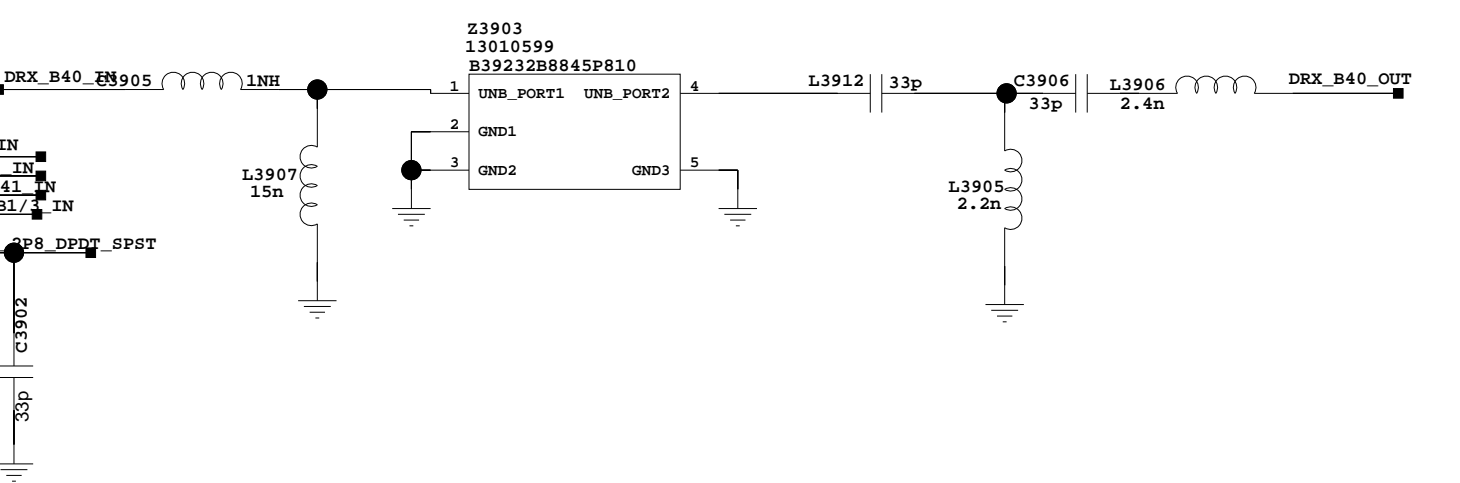 Z3903
13010599
B39232B8845P810
DRX_B40_IN
C3905
1NH
1
UNB_PORT1
UNB_PORT2
4
L3912
33p
C3906
33p
L3906
2.4n
DRX_B40_OUT
2
GND1
3
GND2
GND3
5
L3907
15n
L3905
2.2n
IN
_IN
41_IN
B1/3_IN
2P8_DPDT_SPST
C3902
33p